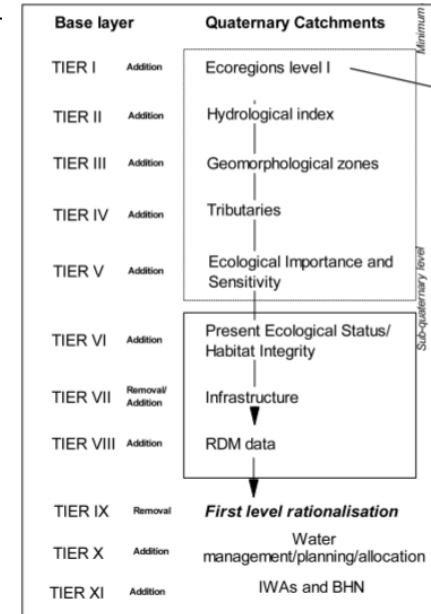 Base layer Quaternary Catchments
Minimum
TIER I Addition Ecoregions level I
TIER II Addition Hydrological index
TIER III Addition Geomorphological zones
TIER IV Addition Tributaries
TIER V Addition Ecological Importance and
Sensitivity
Sub-quaternary level
TIER VI Addition Present Ecological Status/
Habitat Integrity
TIER VII Removal/
Addition Infrastructure
TIER VIII Addition RDM data
TIER IX Removal First level rationalisation
TIER X Addition Water
management/planning/allocation
TIER XI Addition IWAs and BHN